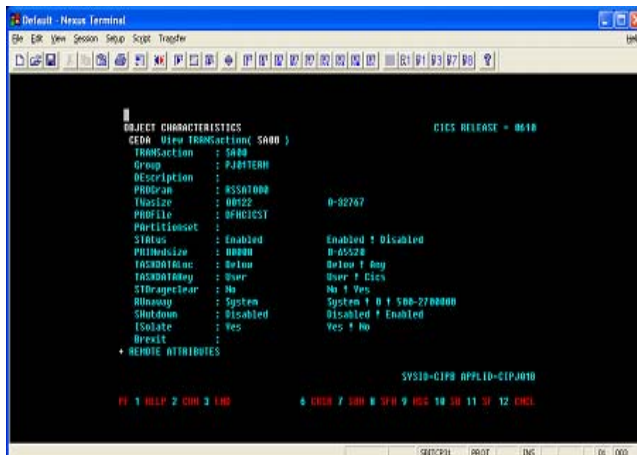 Default - Nexus Terminal
File Edit View Session Setup Script Transfer
OBJECT CHARACTERISTICS CICS RELEASE = 0610
CEDA View TRANSaction( SA00 )
TRANSaction : SA00
Group : PJ01TERM
DEscription :
PROGram :
TWasize : 00122 0-32767
PROFile : DFHCICST
PArtitionset :
STAtus : Enabled Enabled ! Disabled
PRIMedsize : 00000 0-65520
TASKDATALoc : Below Below ! Any
TASKDATAKey : User User ! Cics
STOrageclear : No No ! Yes
RUnaway : System System ! 0 ! 500-2700000
SHutdown : Disabled Disabled ! Enabled
ISolate : Yes Yes ! No
Brexit :
+ REMOTE ATTRIBUTES
SYSID=CIPB APPLID=CIPJ01B
PF 1 HELP 2 COM 3 END 6 CRSR 7 SBH 8 SFH 9 MSG 10 SB 11 SF 12 CNCL